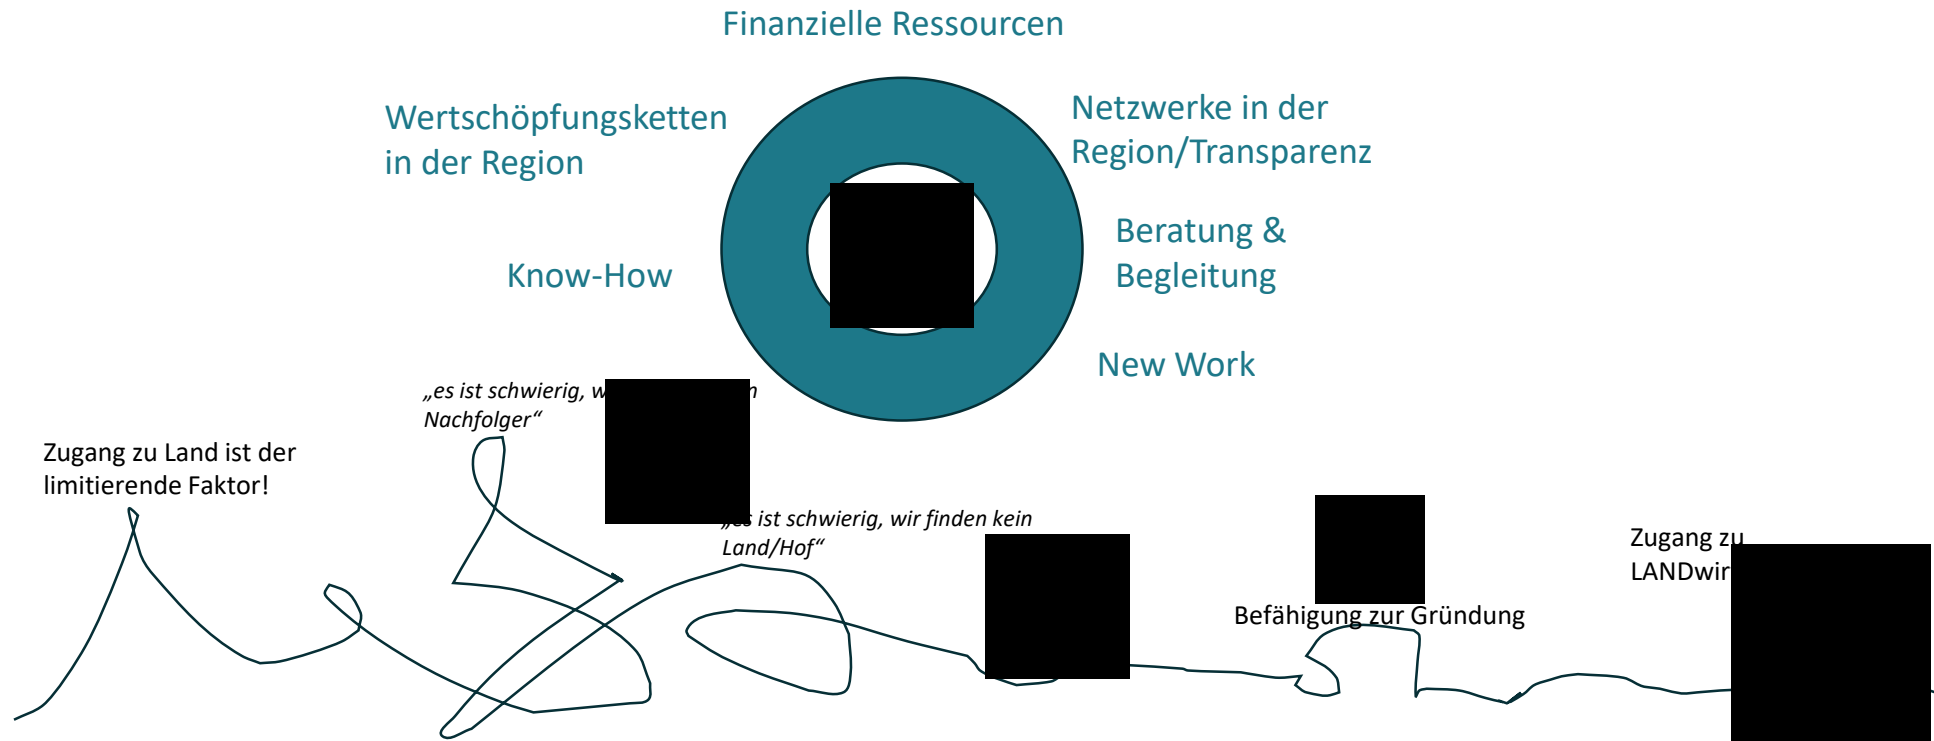 Finanzielle Ressourcen
Wertschöpfungsketten
in der Region
Netzwerke in der
Region/Transparenz
Beratung &
Begleitung
Know-How
New Work
„es ist schwierig,
Nachfolger“
Zugang zu Land ist der
limitierende Faktor!
„es ist schwierig, wir finden kein
Land/Hof“
Befähigung zur Gründung
Zugang zu